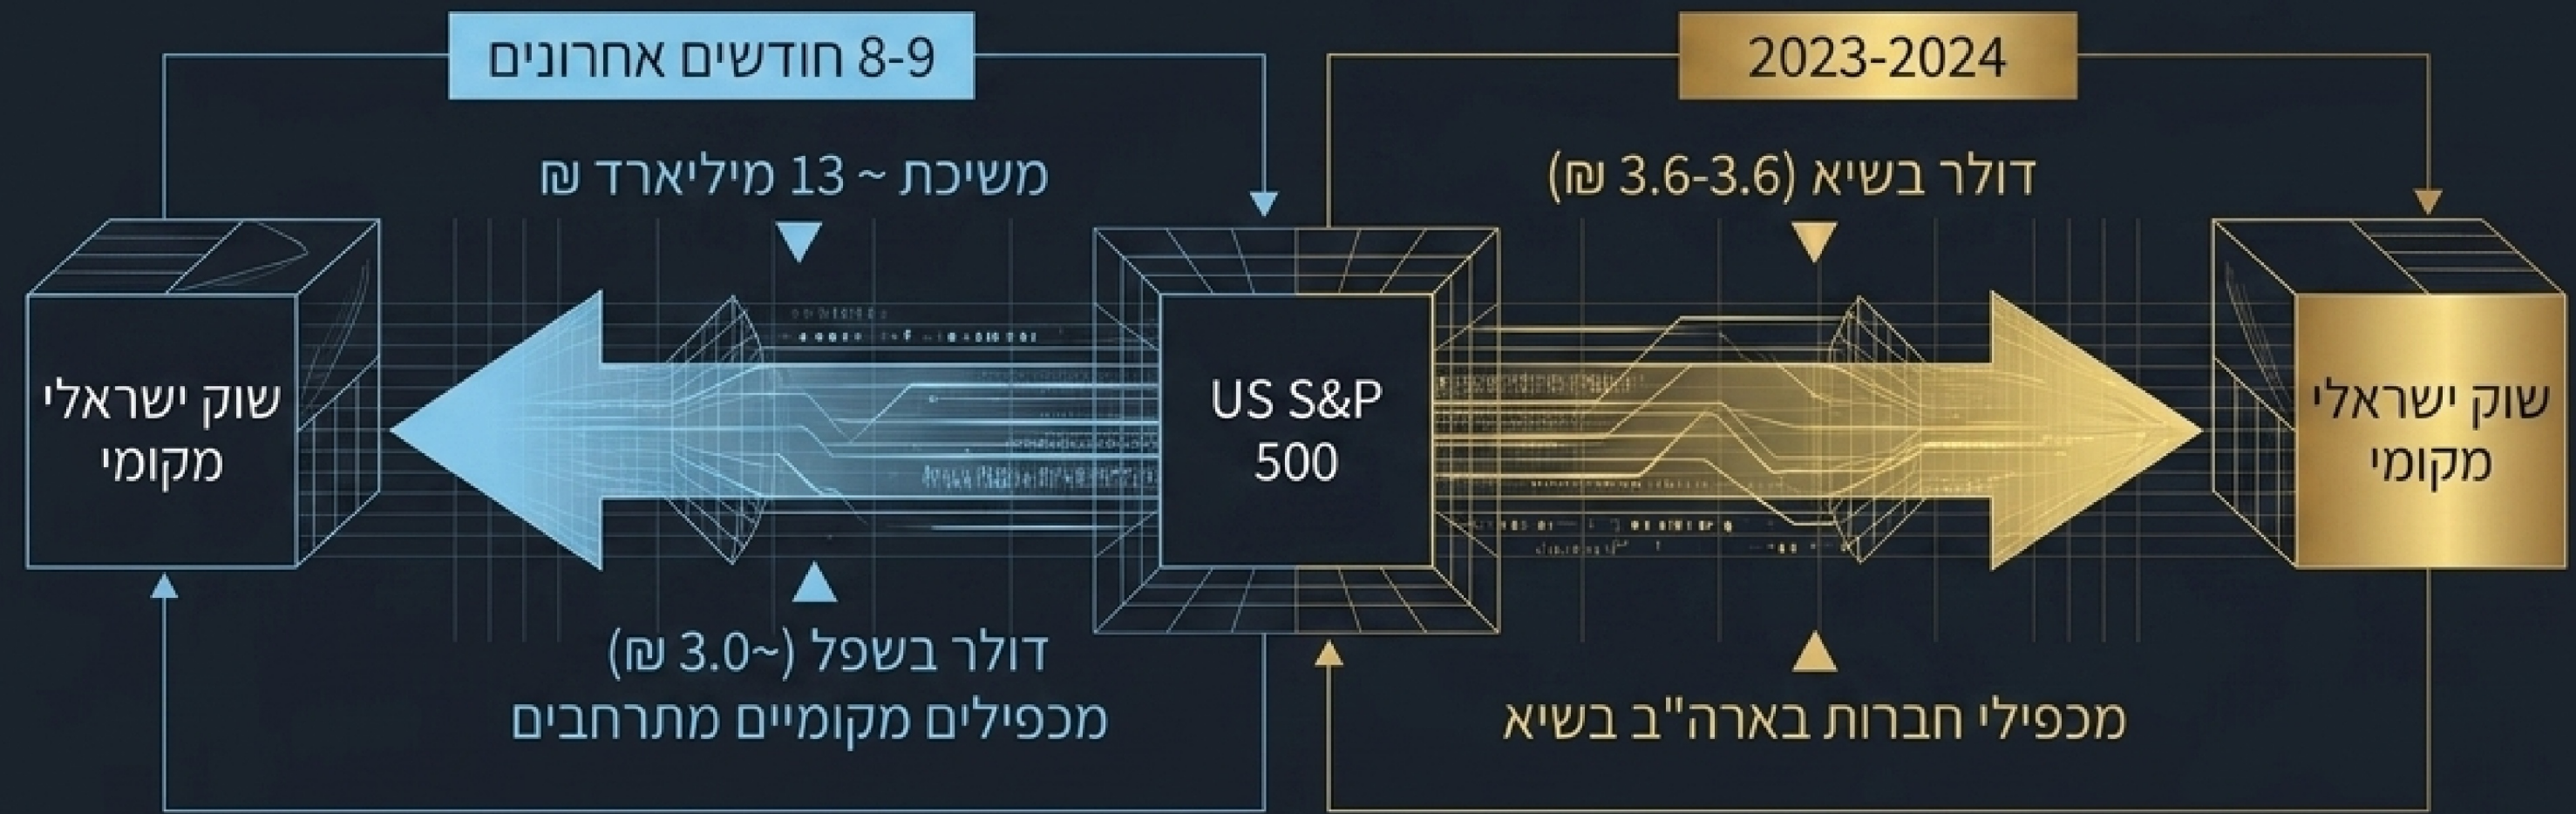 2023-2024
דולר בשיא (3.6-3.6 ₪)
שוק ישראלי
מקומי
מכפילי חברות בארה"ב בשיא
US S&P
500
8-9 חודשים אחרונים
משיכת ~ 13 מיליארד ₪
שוק ישראלי
מקומי
דולר בשפל (~3.0 ₪)
מכפילים מקומיים מתרחבים